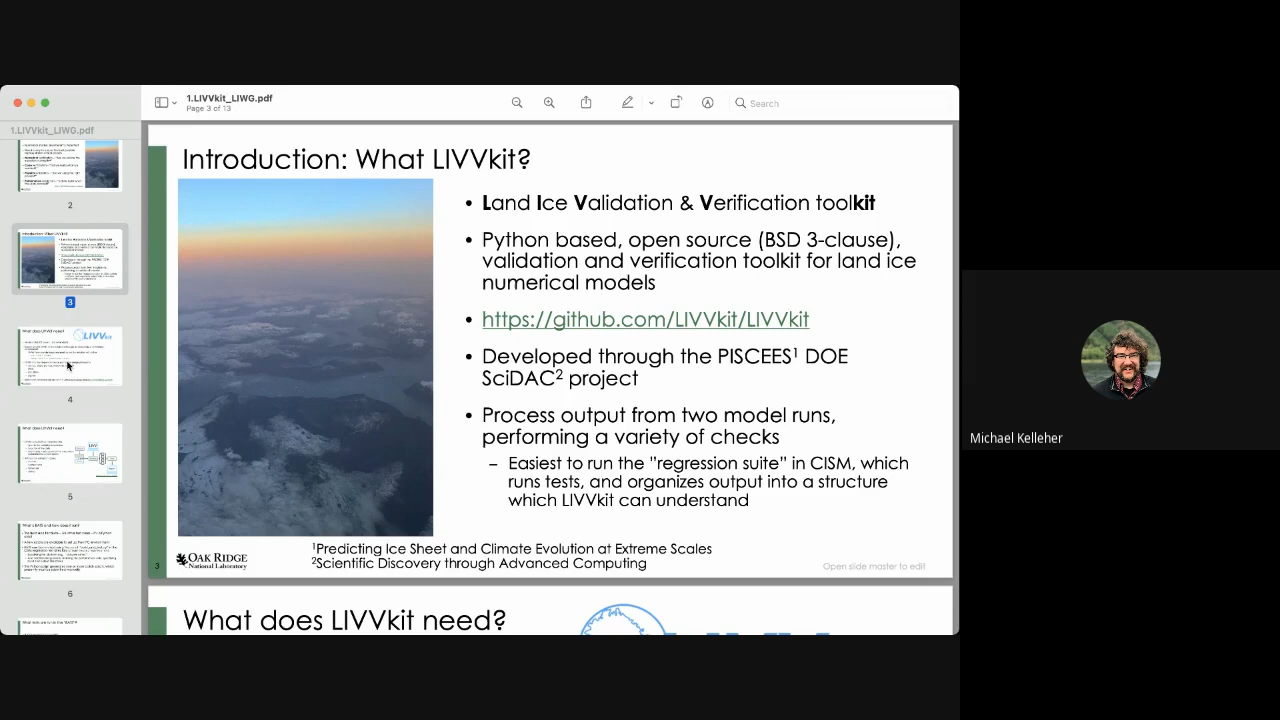 1.LIVVkit_LIWG.pdf
Page 3 of 13
Search
1.LIVVkit_LIWG.pdf
2
3
4
5
6
Introduction: What LIVVkit?
• Land Ice Validation & Verification toolkit
• Python based, open source (BSD 3-clause),
validation and verification toolkit for land ice
numerical models
• https://github.com/LIVVkit/LIVVkit
• Developed through the PISCEES¹ DOE
SciDAC² project
• Process output from two model runs,
performing a variety of checks
– Easiest to run the "regression suite" in CISM, which
runs tests, and organizes output into a structure
which LIVVkit can understand
¹Predicting Ice Sheet and Climate Evolution at Extreme Scales
²Scientific Discovery through Advanced Computing
3
OAK RIDGE
National Laboratory
Open slide master to edit
What does LIVVkit need?
Michael Kelleher